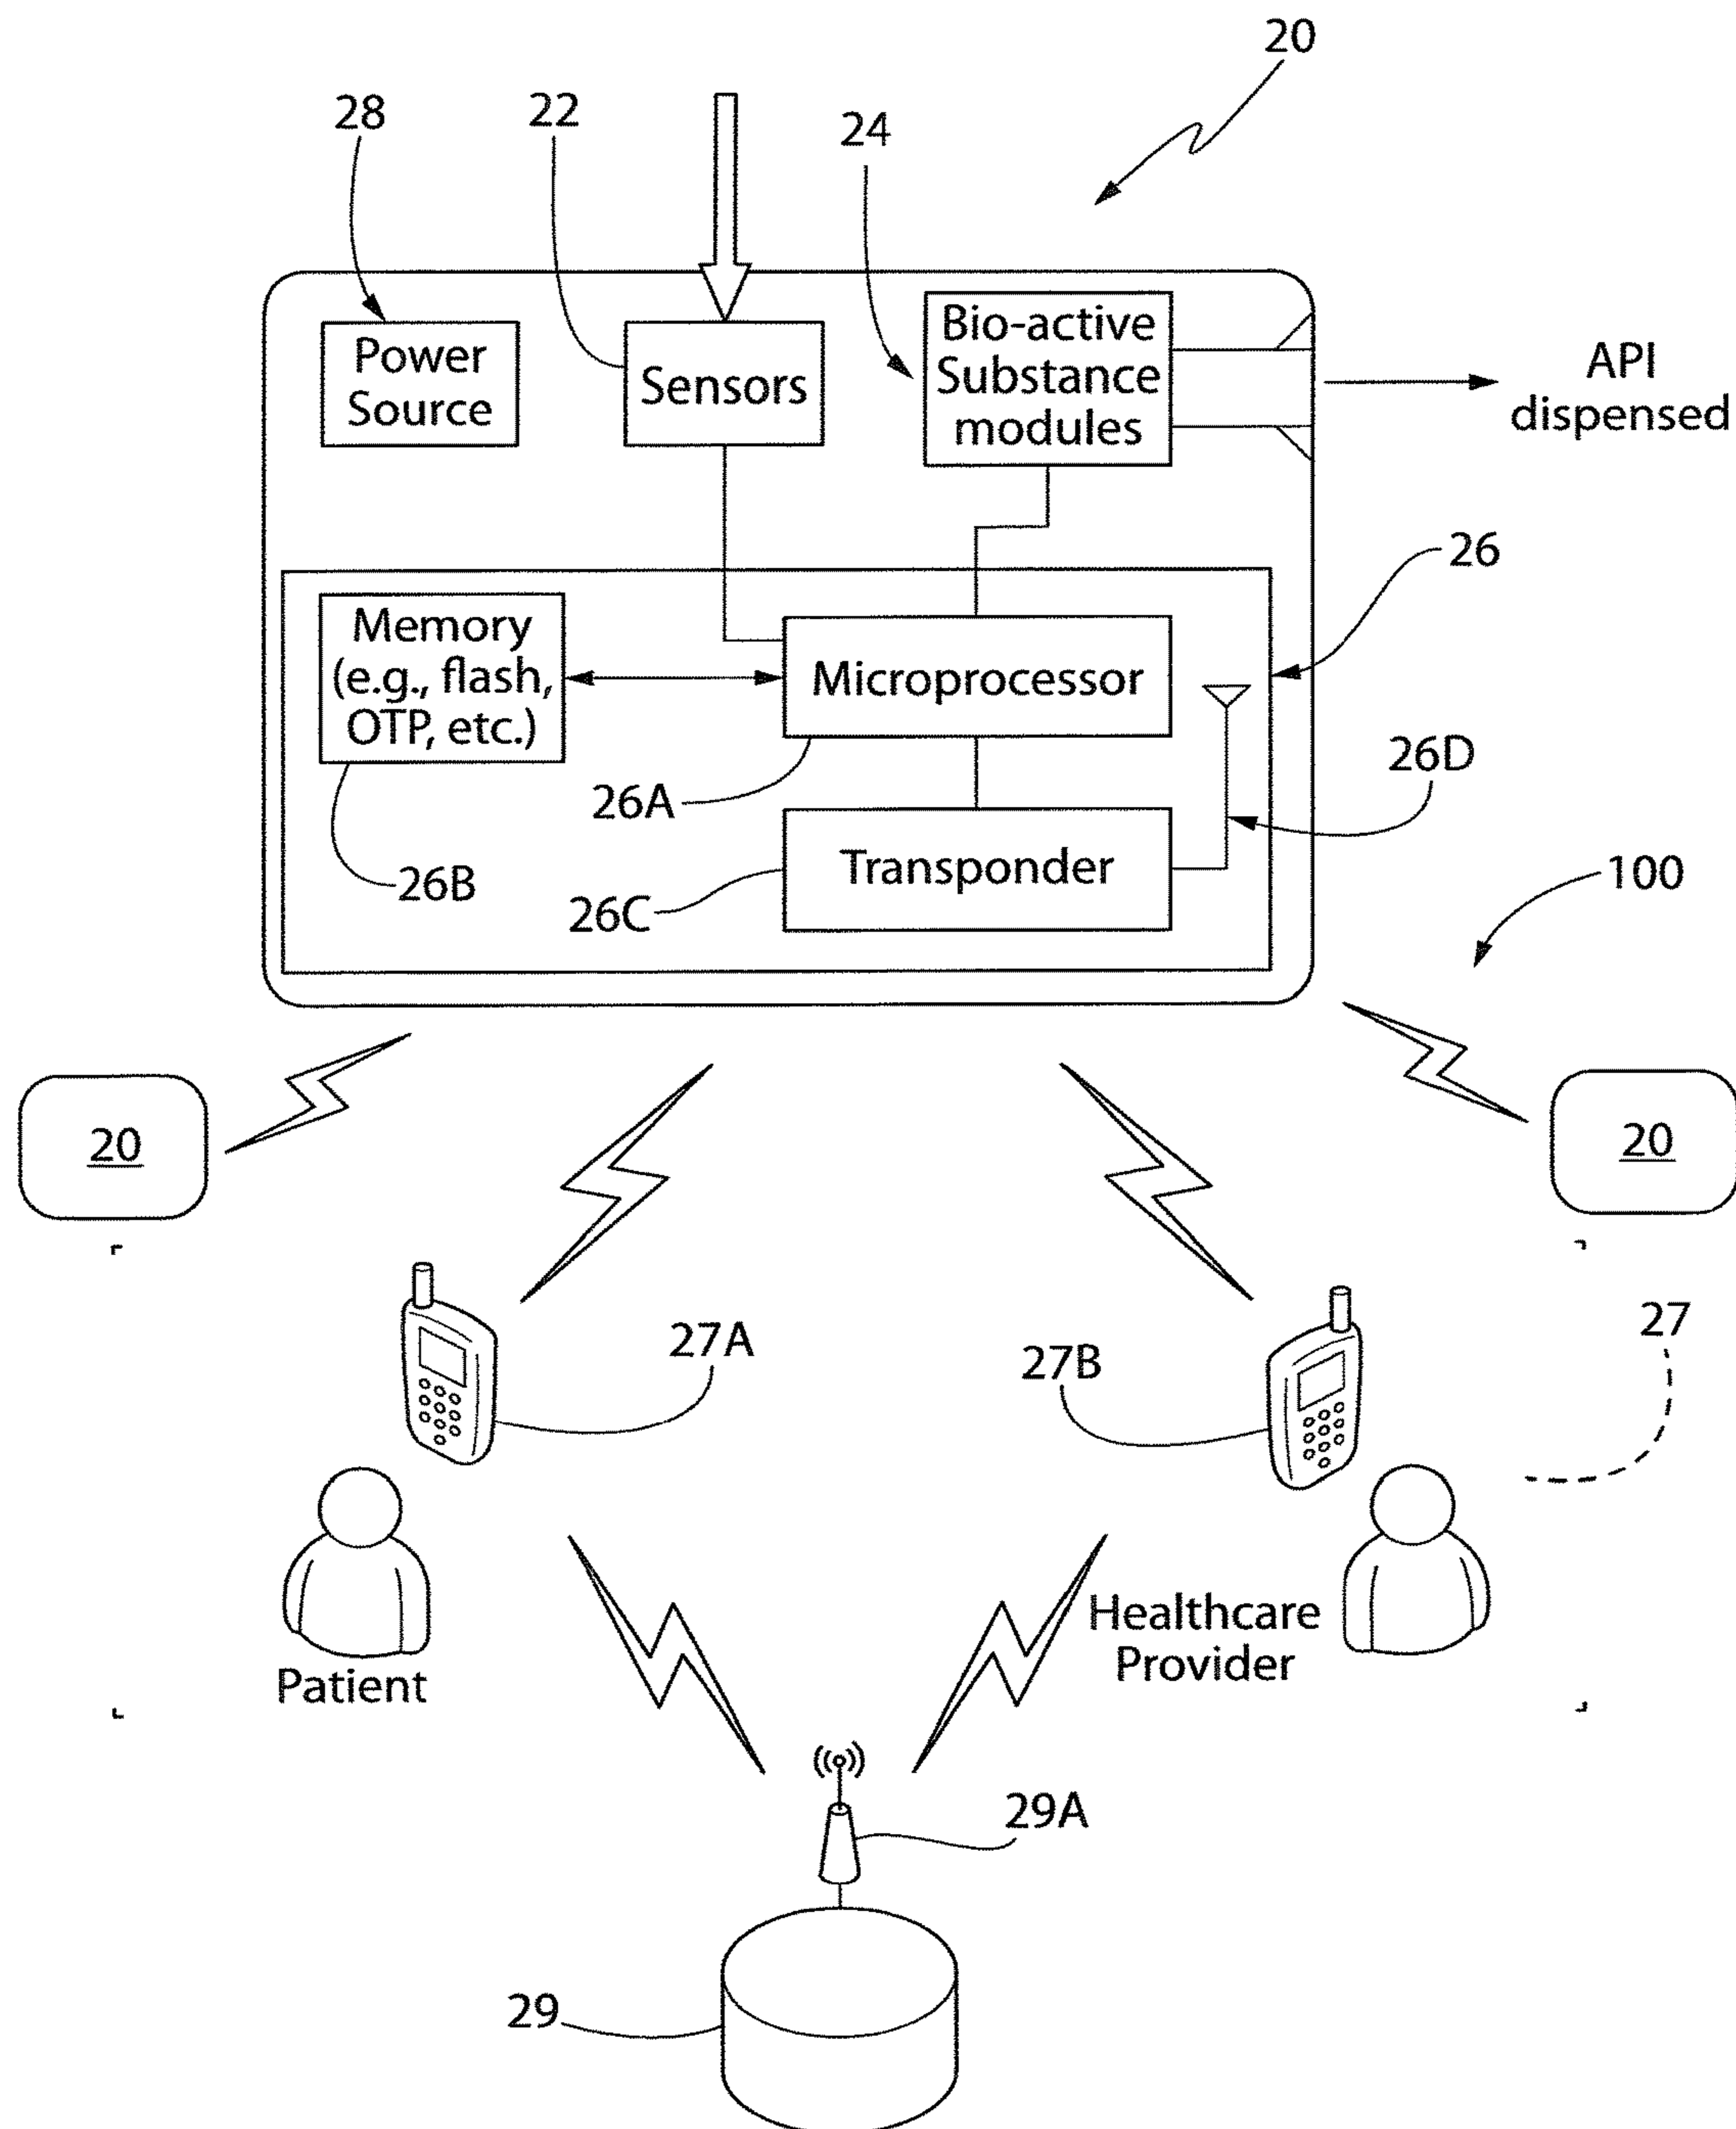 20
28
22
24
Power
Source
Sensors
Bio-active
Substance
modules
API
dispensed
26
Memory
(e.g., flash,
OTP, etc.)
Microprocessor
26A
26D
Transponder
26B
26C
100
20
20
27A
27B
27
Patient
Healthcare
Provider
29A
29